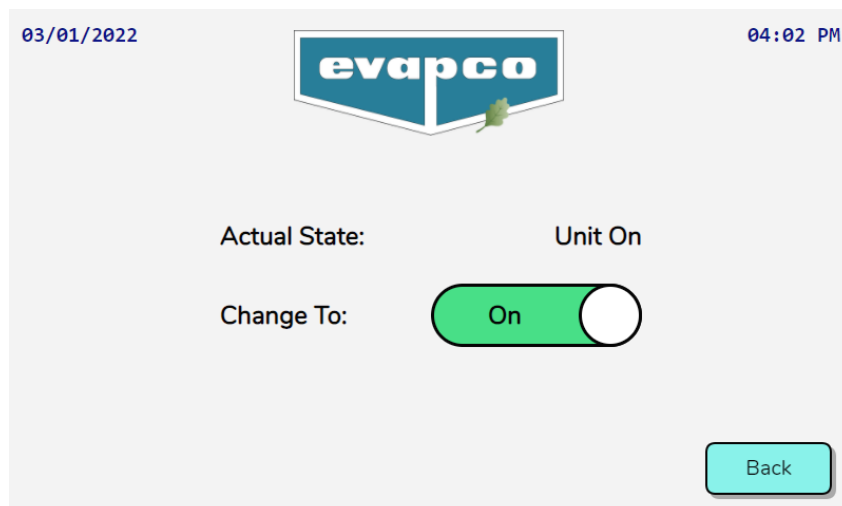 03/01/2022
04:02 PM
evapco
Actual State: Unit On
Change To: On
Back